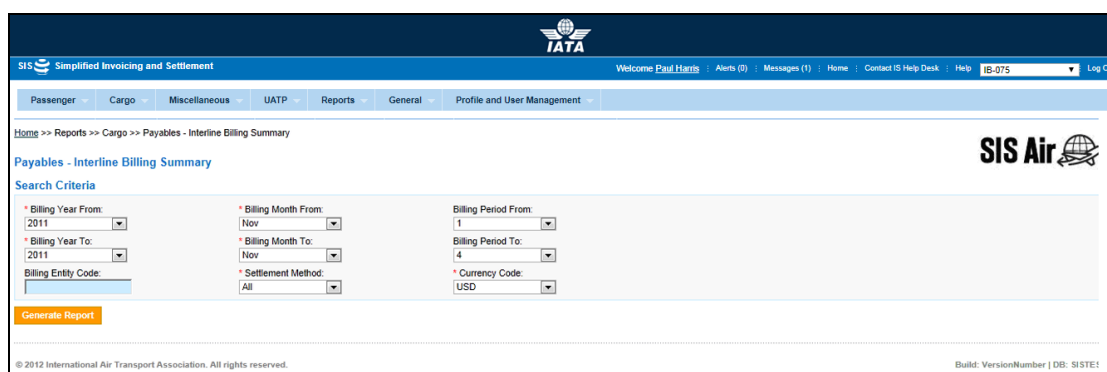 IATA
SIS Simplified Invoicing and Settlement
Welcome Paul Harris : Alerts (0) : Messages (1) : Home : Contact IS Help Desk : Help IB-075 Log
Passenger Cargo Miscellaneous UATP Reports General Profile and User Management
Home >> Reports >> Cargo >> Payables - Interline Billing Summary
SIS Air
Payables - Interline Billing Summary
Search Criteria
* Billing Year From: * Billing Month From: Billing Period From:
2011 Nov 1
* Billing Year To: * Billing Month To: Billing Period To:
2011 Nov 4
Billing Entity Code: * Settlement Method: * Currency Code:
All USD
Generate Report
© 2012 International Air Transport Association. All rights reserved.
Build: VersionNumber | DB: SISTES